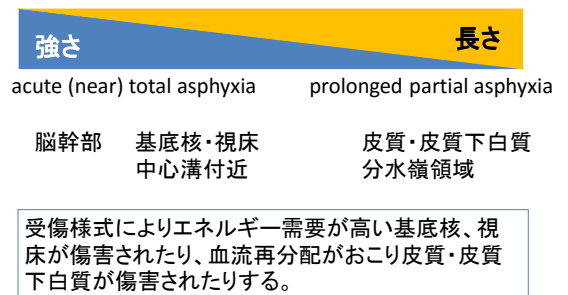 強さ
長さ
acute (near) total asphyxia
prolonged partial asphyxia
脳幹部 基底核・視床 皮質・皮質下白質
中心溝付近 分水嶺領域
受傷様式によりエネルギー需要が高い基底核、視
床が傷害されたり、血流再分配がおこり皮質・皮質
下白質が傷害されたりする。